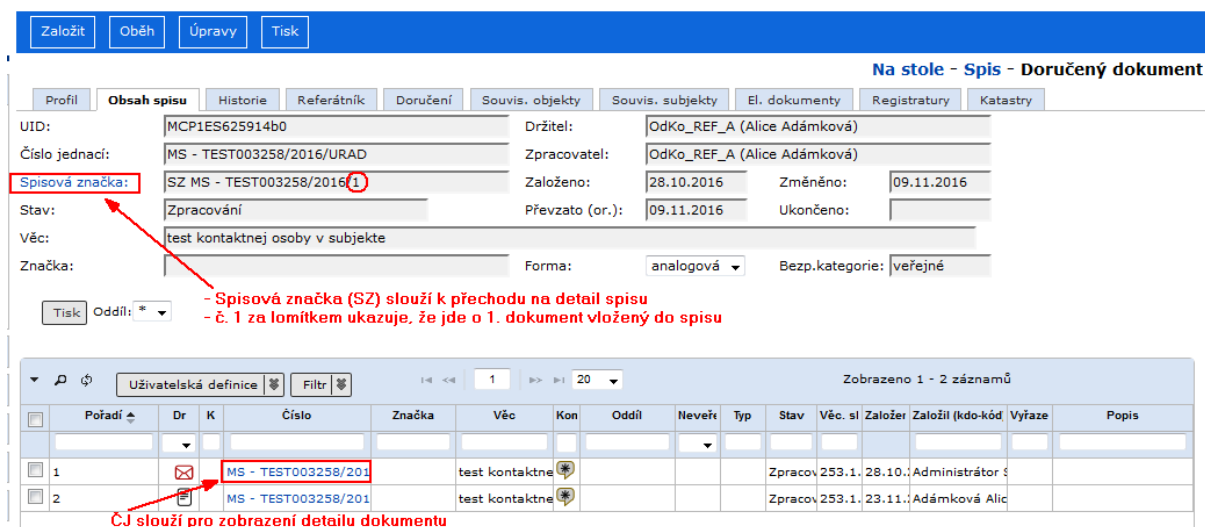 Založit Oběh Úpravy Tisk
Na stole - Spis - Doručený dokument
Profil Obsah spisu Historie Referátník Doručení Souvis. objekty Souvis. subjekty El. dokumenty Registratury Katastry
UID: MCP1ES625914b0 Držitel: OdKo_REF_A (Alice Adámková)
Číslo jednací: MS - TEST003258/2016/URAD Zpracovatel: OdKo_REF_A (Alice Adámková)
Spisová značka: SZ MS - TEST003258/2016/1 Založeno: 28.10.2016 Změněno: 09.11.2016
Stav: Zpracování Převzato (or.): 09.11.2016 Ukončeno:
Věc: test kontaktnej osoby v subjekte
Značka: Forma: analogová Bezp.kategorie: veřejné
- Spisová značka (SZ) slouží k přechodu na detail spisu
Tisk Oddíl: *
- č. 1 za lomítkem ukazuje, že jde o 1. dokument vložený do spisu
Uživatelská definice Filtr 1 20 Zobrazeno 1 - 2 záznamů
Pořadí Dr K Číslo Značka Věc Kon Oddíl Neveře Typ Stav Věc. sl Založen Založil (kdo-kód) Vyřaze Popis
1 MS - TEST003258/201 test kontaktne Zpracov 253.1. 28.10. Administrátor S
2 MS - TEST003258/201 test kontaktne Zpracov 253.1. 23.11. Adámková Alic
ČJ slouží pro zobrazení detailu dokumentu